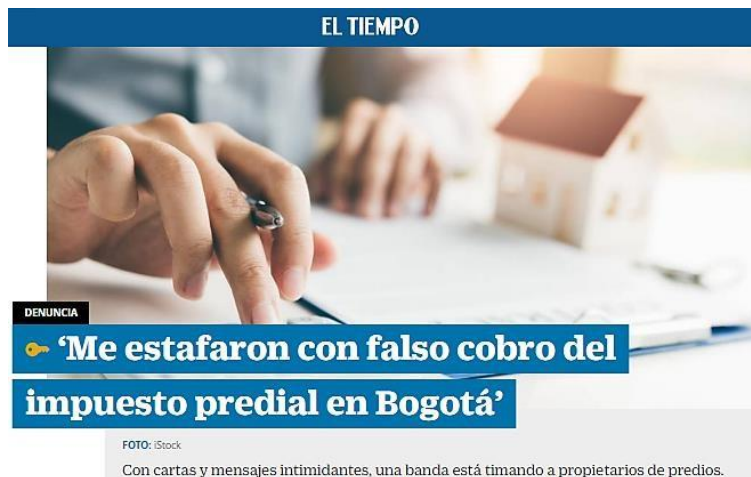 EL TIEMPO
DENUNCIA
‘Me estafaron con falso cobro del
impuesto predial en Bogotá’
FOTO: iStock
Con cartas y mensajes intimidantes, una banda está timando a propietarios de predios.